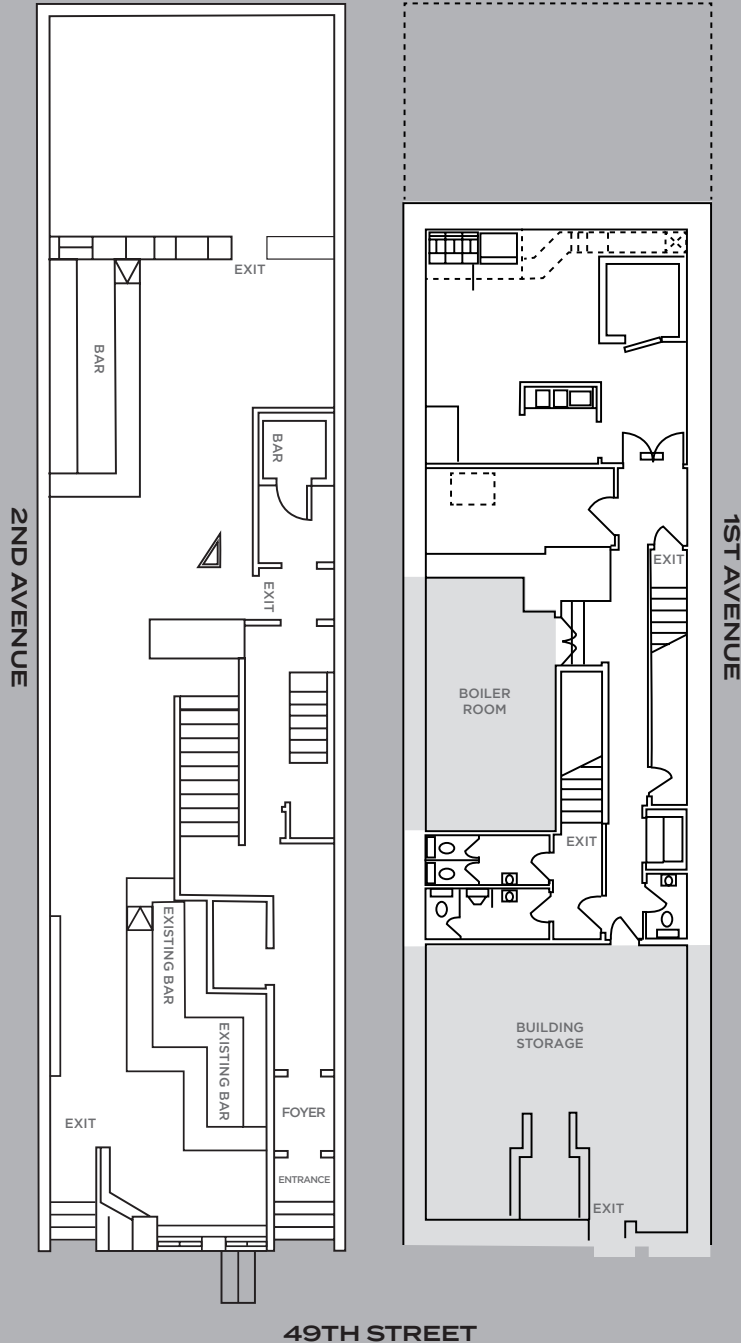 EXIT
BAR
BAR
EXIT
2ND AVENUE
EXISTING BAR
EXISTING BAR
EXIT
FOYER
ENTRANCE
EXIT
1ST AVENUE
BOILER
ROOM
EXIT
BUILDING
STORAGE
EXIT
49TH STREET